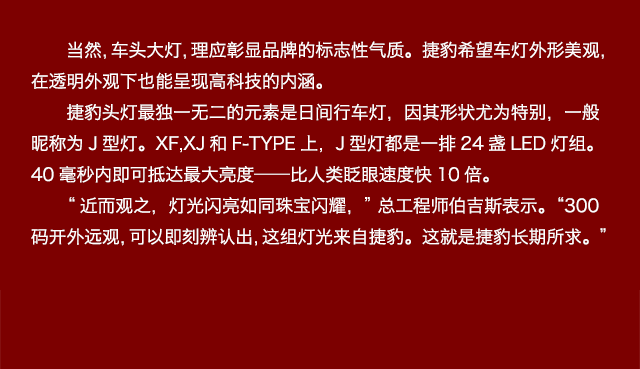 当然, 车头大灯, 理应彰显品牌的标志性气质。捷豹希望车灯外形美观,
在透明外观下也能呈现高科技的内涵。
捷豹头灯最独一无二的元素是日间行车灯，因其形状尤为特别，一般
昵称为 J 型灯。XF,XJ 和 F-TYPE 上，J 型灯都是一排 24 盏 LED 灯组。
40 毫秒内即可抵达最大亮度——比人类眨眼速度快 10 倍。
“ 近而观之，灯光闪亮如同珠宝闪耀，” 总工程师伯吉斯表示。“300
码开外远观, 可以即刻辨认出, 这组灯光来自捷豹。这就是捷豹长期所求。”